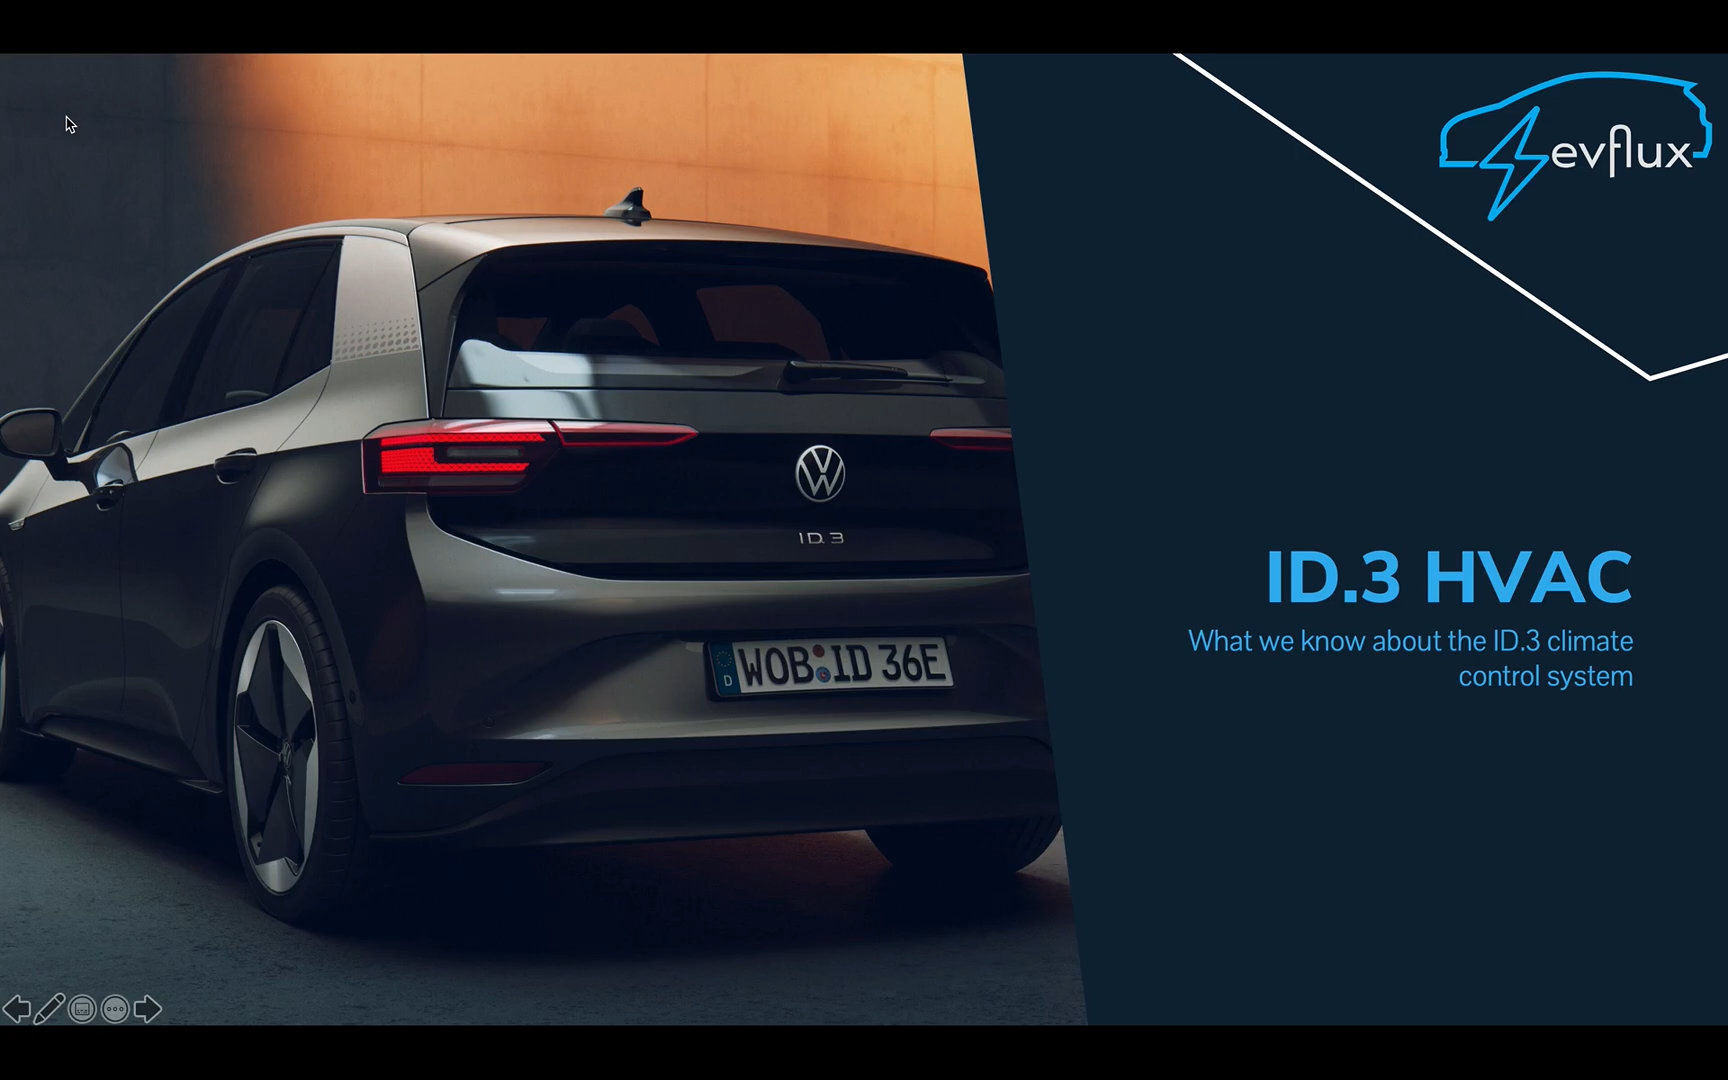 evflux
ID.3
WOB ID 36E
D
ID.3 HVAC
What we know about the ID.3 climate
control system